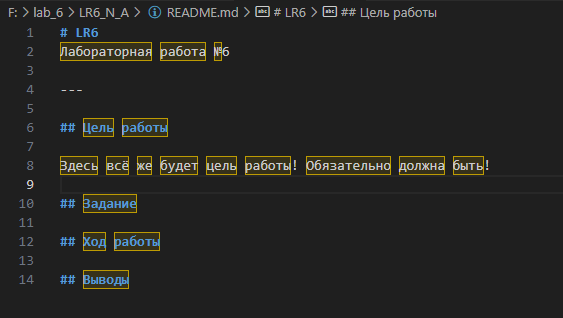 F: > lab_6 > LR6_N_A > README.md > # LR6 > ## Цель работы
1 # LR6
2 Лабораторная работа №6
3
4 ---
5
6 ## Цель работы
7
8 Здесь всё же будет цель работы! Обязательно должна быть!
9
10 ## Задание
11
12 ## Ход работы
13
14 ## Выводы